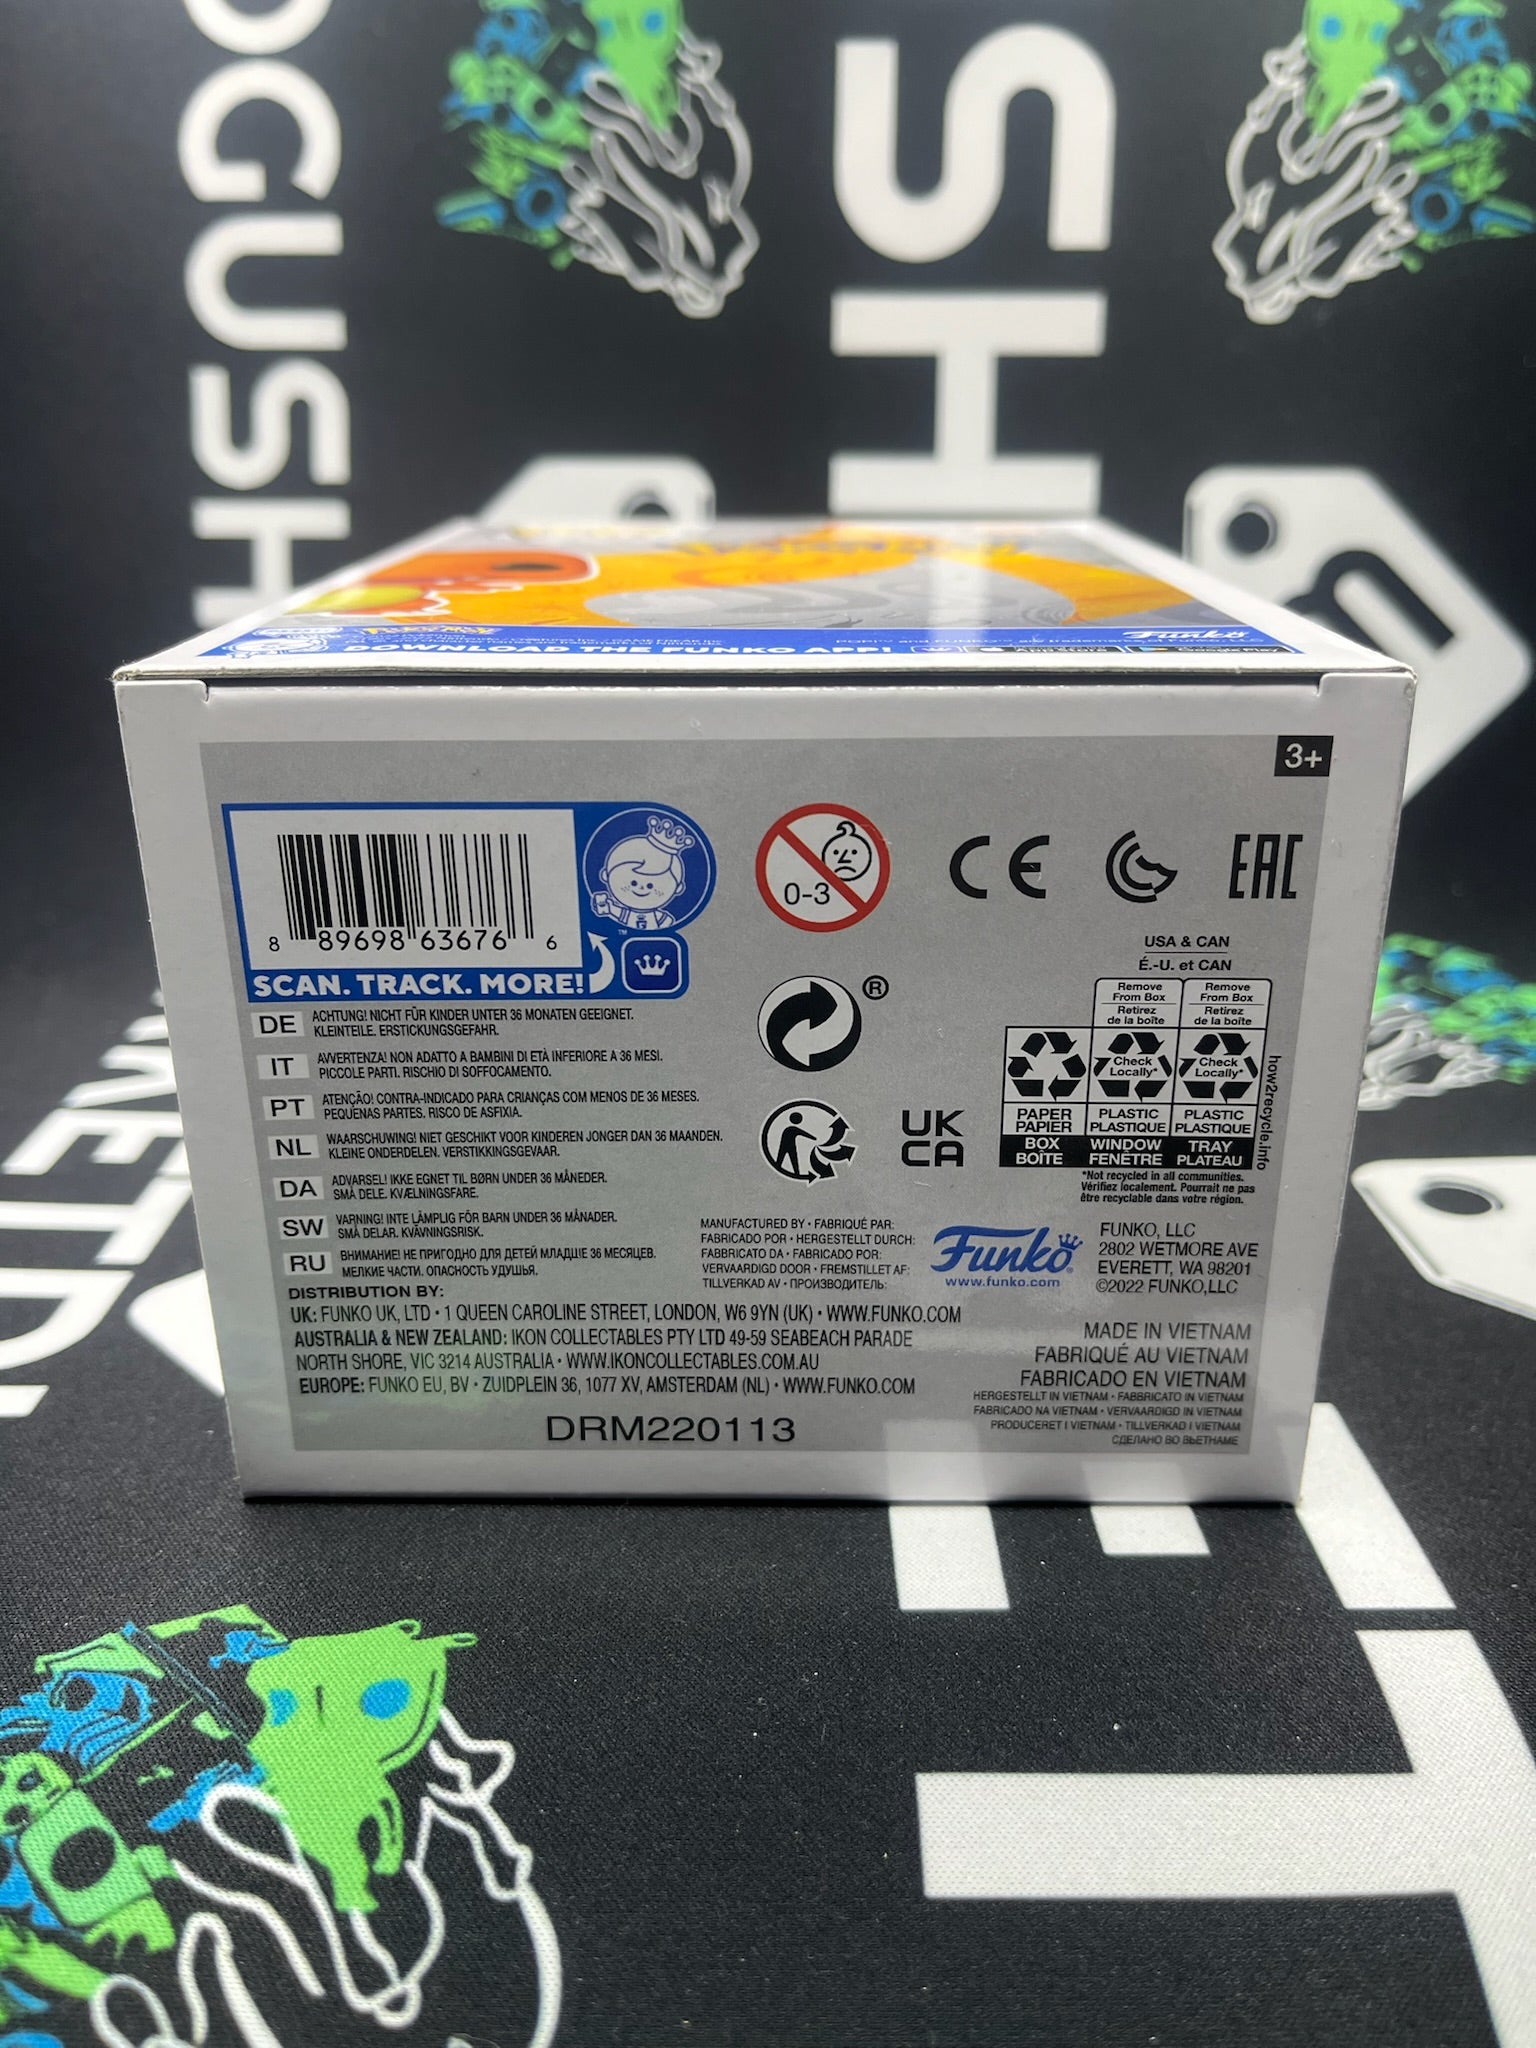 OGUSH
SH
DOWNLOAD THE FUNKO APP!
Funko
3+
8 89698 63676 6
SCAN. TRACK. MORE!
™
0-3
CE
EAC
®
UK
CA
USA & CAN
É.-U. et CAN
Remove From Box
Retirez de la boîte
Remove From Box
Retirez de la boîte
Check Locally*
Check Locally*
PAPER PAPIER
PLASTIC PLASTIQUE
PLASTIC PLASTIQUE
BOX BOÎTE
WINDOW FENÊTRE
TRAY PLATEAU
how2recycle.info
*Not recycled in all communities.
Vérifiez localement. Pourrait ne pas
être recyclable dans votre région.
DE ACHTUNG! NICHT FÜR KINDER UNTER 36 MONATEN GEEIGNET.
KLEINTEILE. ERSTICKUNGSGEFAHR.
IT AVVERTENZA! NON ADATTO A BAMBINI DI ETÀ INFERIORE A 36 MESI.
PICCOLE PARTI. RISCHIO DI SOFFOCAMENTO.
PT ATENÇÃO! CONTRA-INDICADO PARA CRIANÇAS COM MENOS DE 36 MESES.
PEQUENAS PARTES. RISCO DE ASFIXIA.
NL WAARSCHUWING! NIET GESCHIKT VOOR KINDEREN JONGER DAN 36 MAANDEN.
KLEINE ONDERDELEN. VERSTIKKINGSGEVAAR.
DA ADVARSEL! IKKE EGNET TIL BØRN UNDER 36 MÅNEDER.
SMÅ DELE. KVÆLNINGSFARE.
SW VARNING! INTE LÄMPLIG FÖR BARN UNDER 36 MÅNADER.
SMÅ DELAR. KVÄVNINGSRISK.
RU ВНИМАНИЕ! НЕ ПРИГОДНО ДЛЯ ДЕТЕЙ МЛАДШЕ 36 МЕСЯЦЕВ.
МЕЛКИЕ ЧАСТИ. ОПАСНОСТЬ УДУШЬЯ.
MANUFACTURED BY • FABRIQUÉ PAR:
FABRICADO POR • HERGESTELLT DURCH:
FABBRICATO DA • FABRICADO POR:
VERVAARDIGD DOOR • FREMSTILLET AF:
TILLVERKAD AV • ПРОИЗВОДИТЕЛЬ:
Funko
www.funko.com
FUNKO, LLC
2802 WETMORE AVE
EVERETT, WA 98201
©2022 FUNKO,LLC
DISTRIBUTION BY:
UK: FUNKO UK, LTD • 1 QUEEN CAROLINE STREET, LONDON, W6 9YN (UK) • WWW.FUNKO.COM
AUSTRALIA & NEW ZEALAND: IKON COLLECTABLES PTY LTD 49-59 SEABEACH PARADE
NORTH SHORE, VIC 3214 AUSTRALIA • WWW.IKONCOLLECTABLES.COM.AU
EUROPE: FUNKO EU, BV • ZUIDPLEIN 36, 1077 XV, AMSTERDAM (NL) • WWW.FUNKO.COM
MADE IN VIETNAM
FABRIQUÉ AU VIETNAM
FABRICADO EN VIETNAM
HERGESTELLT IN VIETNAM • FABBRICATO IN VIETNAM
FABRICADO NA VIETNAM • VERVAARDIGD IN VIETNAM
PRODUCERET I VIETNAM • TILLVERKAD I VIETNAM
СДЕЛАНО ВО ВЬЕТНАМЕ
DRM220113